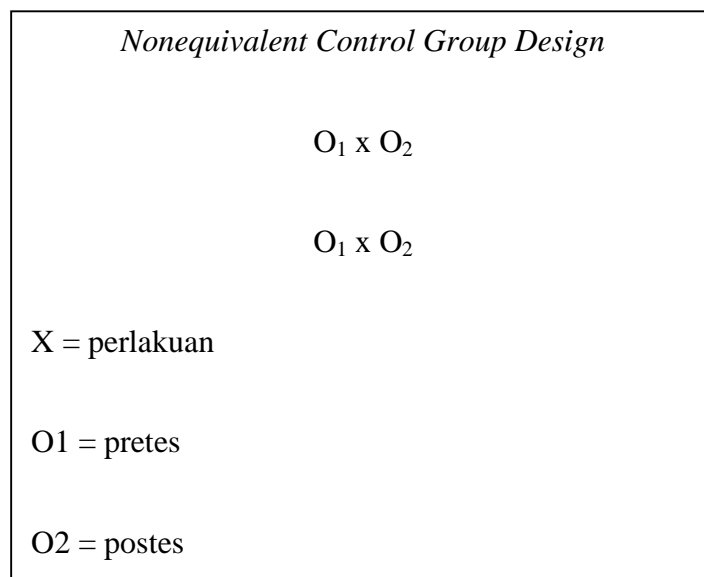 Nonequivalent Control Group Design
O₁ x O₂
O₁ x O₂
X = perlakuan
O1 = pretes
O2 = postes